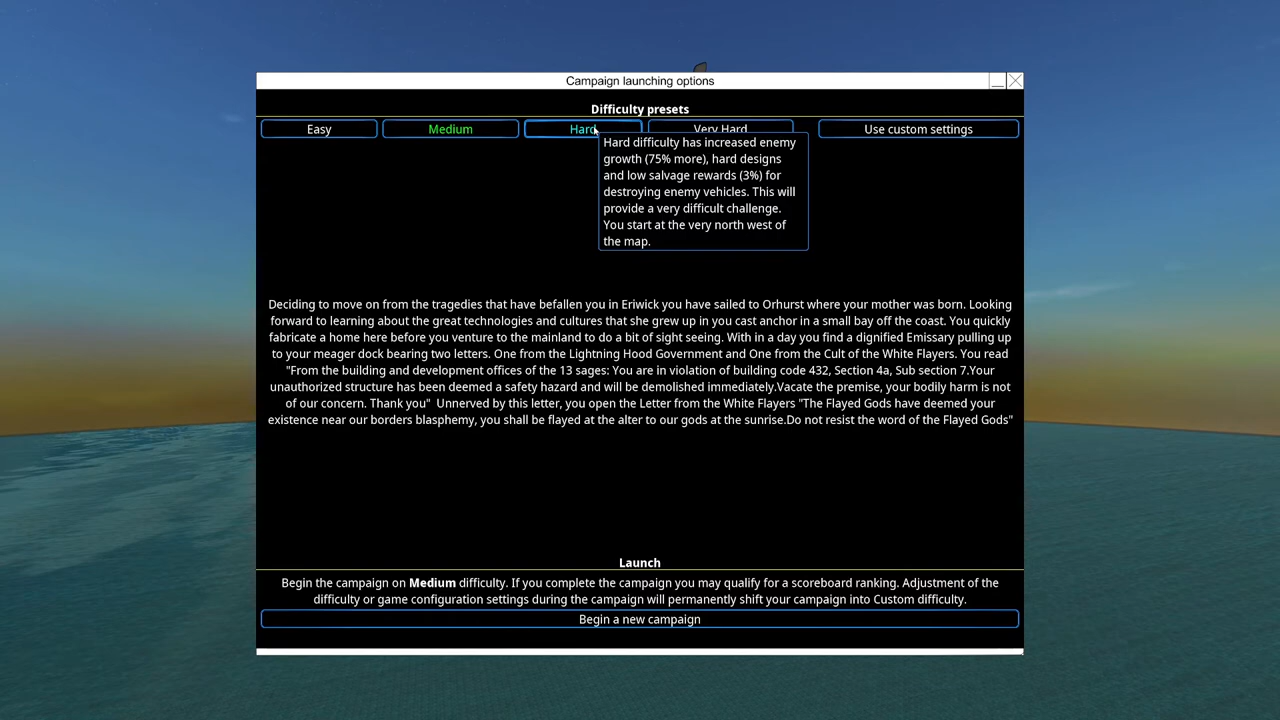 Campaign launching options
Difficulty presets
Easy
Medium
Hard
Very Hard
Use custom settings
Hard difficulty has increased enemy
growth (75% more), hard designs
and low salvage rewards (3%) for
destroying enemy vehicles. This will
provide a very difficult challenge.
You start at the very north west of
the map.
Deciding to move on from the tragedies that have befallen you in Eriwick you have sailed to Orhurst where your mother was born. Looking
forward to learning about the great technologies and cultures that she grew up in you cast anchor in a small bay off the coast. You quickly
fabricate a home here before you venture to the mainland to do a bit of sight seeing. With in a day you find a dignified Emissary pulling up
to your meager dock bearing two letters. One from the Lightning Hood Government and One from the Cult of the White Flayers. You read
"From the building and development offices of the 13 sages: You are in violation of building code 432, Section 4a, Sub section 7.Your
unauthorized structure has been deemed a safety hazard and will be demolished immediately.Vacate the premise, your bodily harm is not
of our concern. Thank you"  Unnerved by this letter, you open the Letter from the White Flayers "The Flayed Gods have deemed your
existence near our borders blasphemy, you shall be flayed at the alter to our gods at the sunrise.Do not resist the word of the Flayed Gods"
Launch
Begin the campaign on Medium difficulty. If you complete the campaign you may qualify for a scoreboard ranking. Adjustment of the
difficulty or game configuration settings during the campaign will permanently shift your campaign into Custom difficulty.
Begin a new campaign